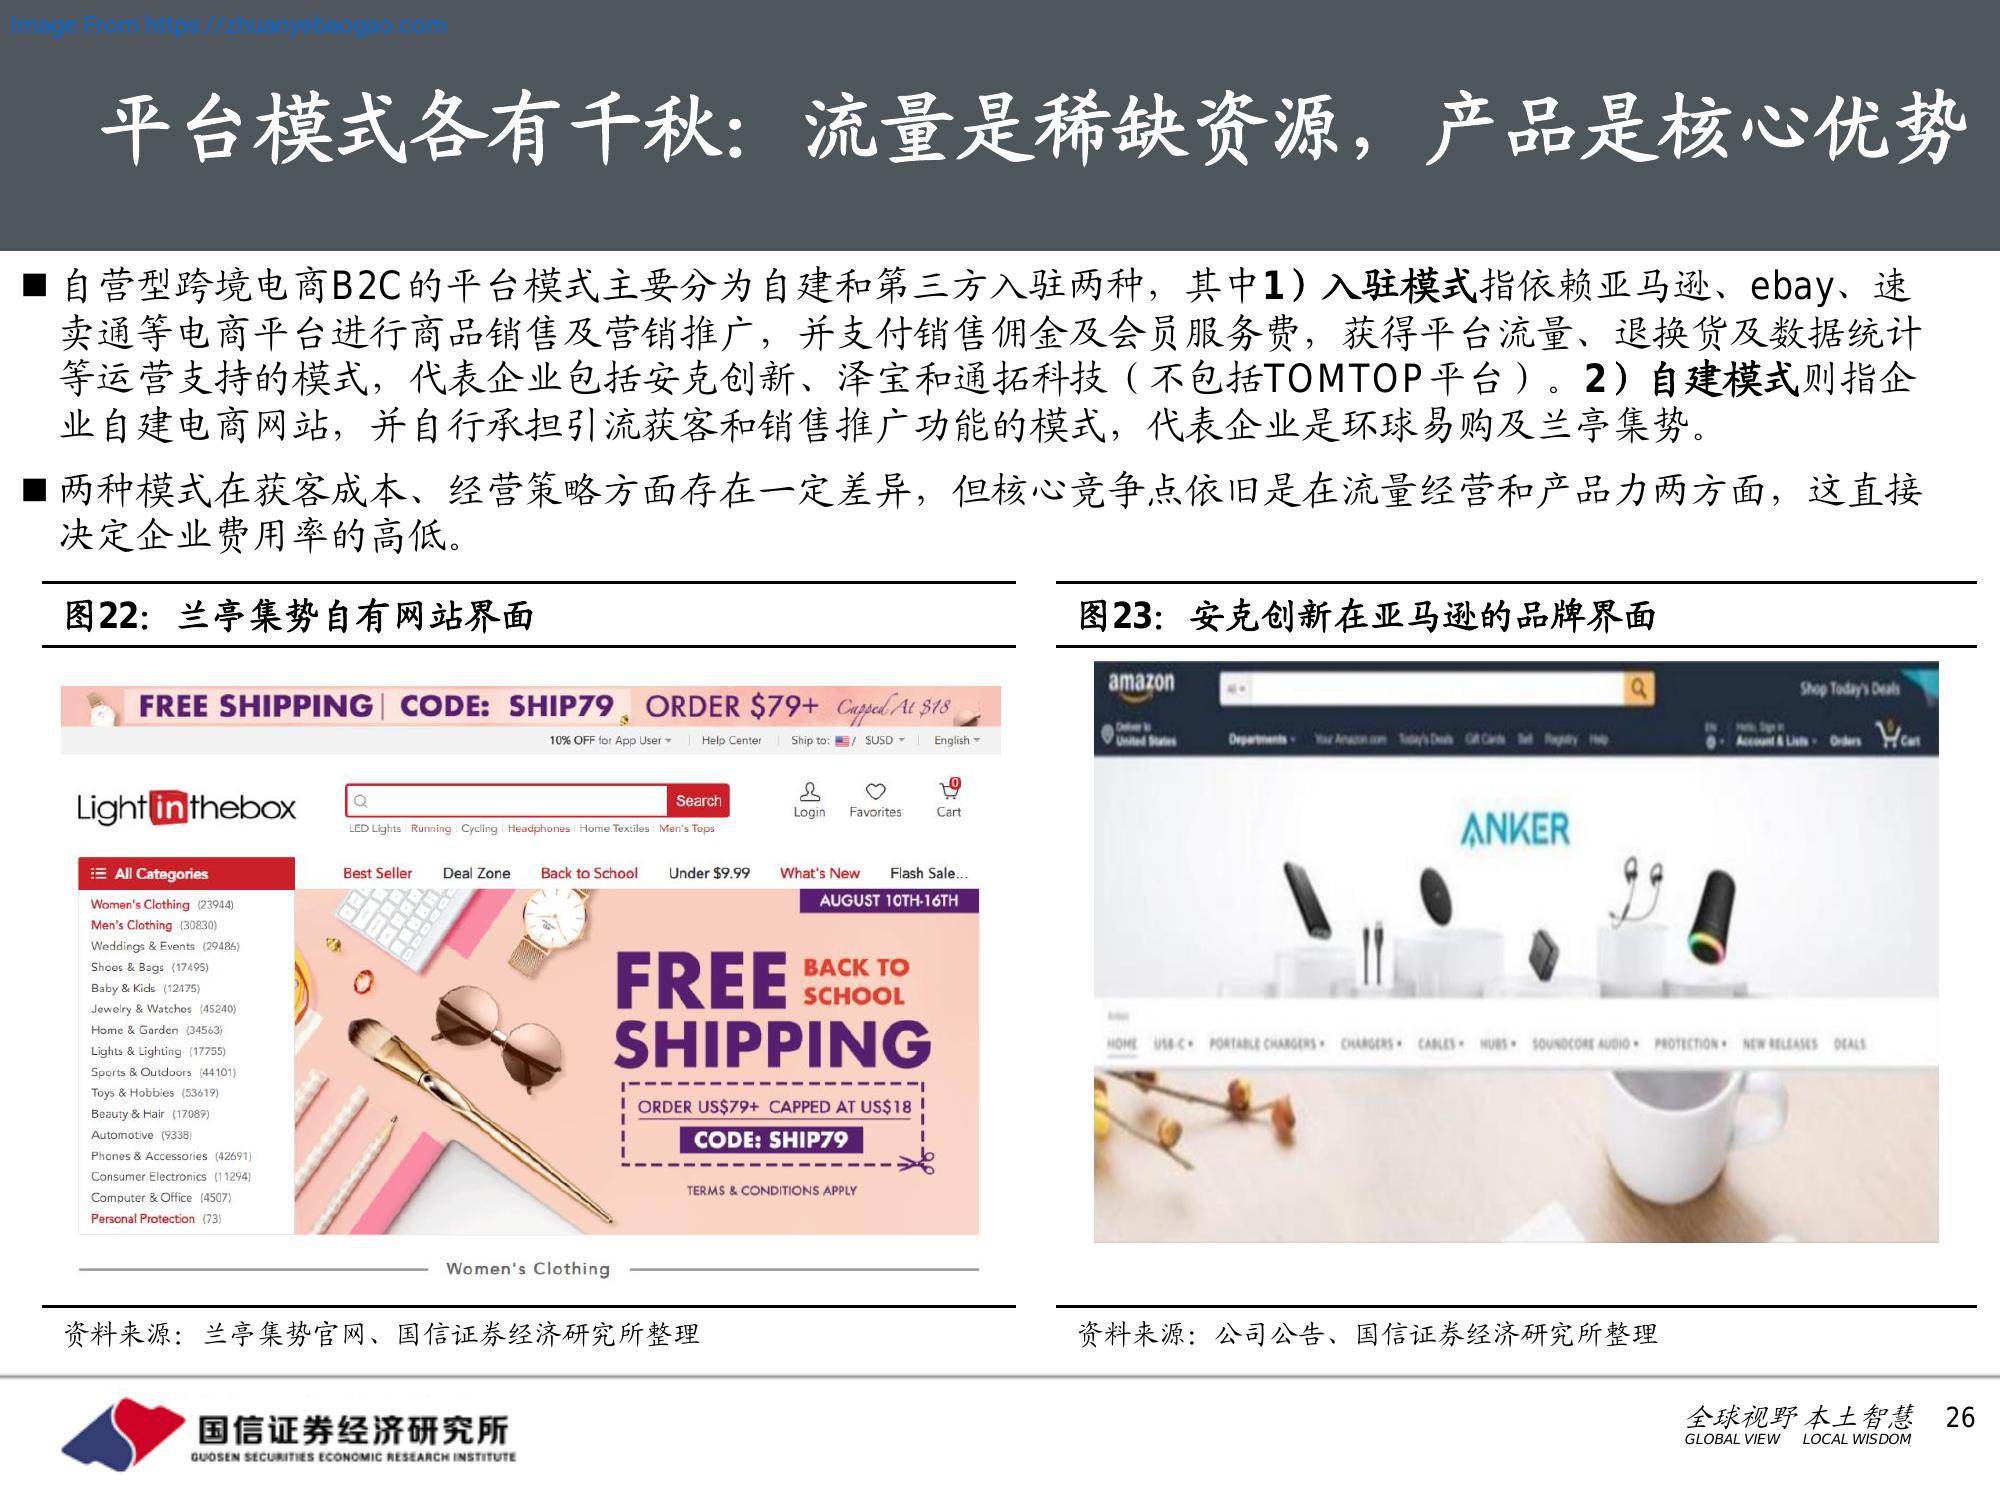 Image From https://zhuanyebaogao.com
平台模式各有千秋：流量是稀缺资源，产品是核心优势
■ 自营型跨境电商B2C的平台模式主要分为自建和第三方入驻两种，其中1）入驻模式指依赖亚马逊、ebay、速
卖通等电商平台进行商品销售及营销推广，并支付销售佣金及会员服务费，获得平台流量、退换货及数据统计
等运营支持的模式，代表企业包括安克创新、泽宝和通拓科技（不包括TOMTOP平台）。2）自建模式则指企
业自建电商网站，并自行承担引流获客和销售推广功能的模式，代表企业是环球易购及兰亭集势。
■ 两种模式在获客成本、经营策略方面存在一定差异，但核心竞争点依旧是在流量经营和产品力两方面，这直接
决定企业费用率的高低。
图22：兰亭集势自有网站界面
FREE SHIPPING| CODE: SHIP79 ORDER $79+ Capped At $18
10% OFF for App User | Help Center | Ship to: / $USD | English
Lightinthebox
Search
Login
Favorites
0
Cart
LED Lights | Running | Cycling | Headphones | Home Textiles | Men's Tops
All Categories
Best Seller Deal Zone Back to School Under $9.99 What's New Flash Sale...
Women's Clothing (23944)
Men's Clothing (30830)
Weddings & Events (29486)
Shoes & Bags (17495)
Baby & Kids (12475)
Jewelry & Watches (45240)
Home & Garden (34563)
Lights & Lighting (17755)
Sports & Outdoors (44101)
Toys & Hobbies (53619)
Beauty & Hair (17089)
Automotive (9338)
Phones & Accessories (42691)
Consumer Electronics (11294)
Computer & Office (4507)
Personal Protection (73)
AUGUST 10TH-16TH
FREE
BACK TO
SCHOOL
SHIPPING
ORDER US$79+ CAPPED AT US$18
CODE: SHIP79
TERMS & CONDITIONS APPLY
Women's Clothing
资料来源：兰亭集势官网、国信证券经济研究所整理
图23：安克创新在亚马逊的品牌界面
amazon
All
Shop Today's Deals
Deliver to
United States
Departments Your Amazon.com Today's Deals Gift Cards Sell Registry Help
EN
Hello, Sign in
Account & Lists
Orders
0
Cart
ANKER
Anker
HOME USB-C PORTABLE CHARGERS CHARGERS CABLES HUBS SOUNDCORE AUDIO PROTECTION NEW RELEASES DEALS
资料来源：公司公告、国信证券经济研究所整理
国信证券经济研究所
GUOSEN SECURITIES ECONOMIC RESEARCH INSTITUTE
全球视野 本土智慧
GLOBAL VIEW LOCAL WISDOM
26